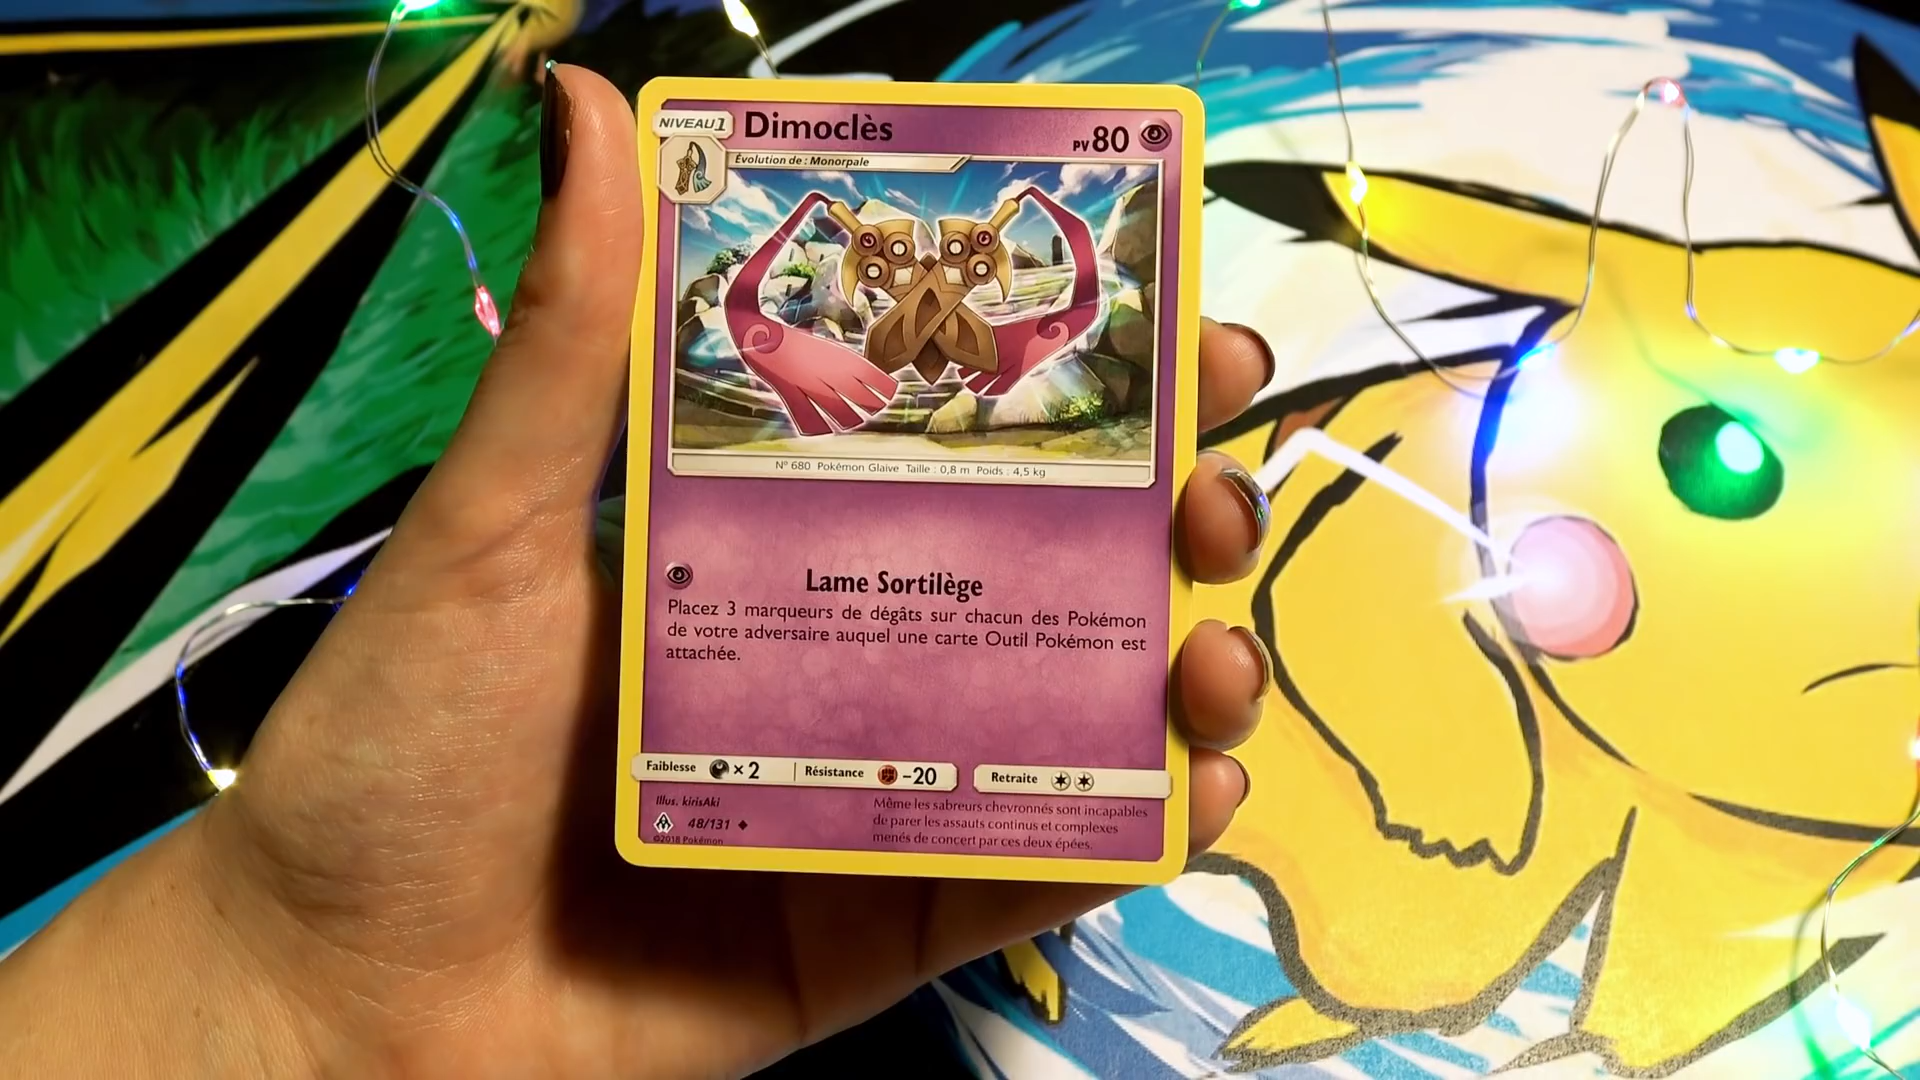 NIVEAU 1
Dimoclès
PV 80
Évolution de : Monorpale
N° 680 Pokémon Glaive Taille : 0,8 m Poids : 4,5 kg
Lame Sortilège
Placez 3 marqueurs de dégâts sur chacun des Pokémon
de votre adversaire auquel une carte Outil Pokémon est
attachée.
Faiblesse ×2 Résistance -20 Retraite
Illus. kirisAki
48/131
©2018 Pokémon
Même les sabreurs chevronnés sont incapables
de parer les assauts continus et complexes
menés de concert par ces deux épées.